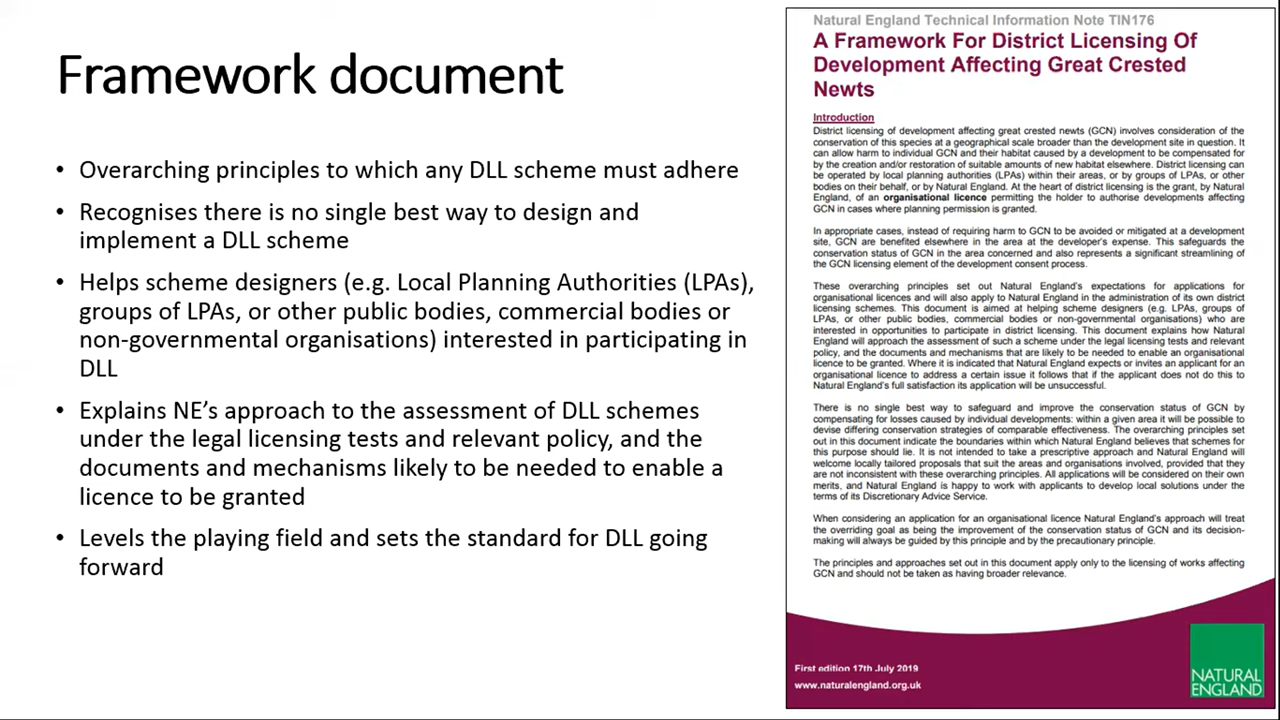 Framework document
• Overarching principles to which any DLL scheme must adhere
• Recognises there is no single best way to design and
implement a DLL scheme
• Helps scheme designers (e.g. Local Planning Authorities (LPAs),
groups of LPAs, or other public bodies, commercial bodies or
non-governmental organisations) interested in participating in
DLL
• Explains NE’s approach to the assessment of DLL schemes
under the legal licensing tests and relevant policy, and the
documents and mechanisms likely to be needed to enable a
licence to be granted
• Levels the playing field and sets the standard for DLL going
forward
Natural England Technical Information Note TIN176
A Framework For District Licensing Of
Development Affecting Great Crested
Newts
Introduction
District licensing of development affecting great crested newts (GCN) involves consideration of the
conservation of this species at a geographical scale broader than the development site in question. It
can allow harm to individual GCN and their habitat caused by a development to be compensated for
by the creation and/or restoration of suitable amounts of new habitat elsewhere. District licensing can
be operated by local planning authorities (LPAs) within their areas, or by groups of LPAs, or other
bodies on their behalf, or by Natural England. At the heart of district licensing is the grant, by Natural
England, of an organisational licence permitting the holder to authorise developments affecting
GCN in cases where planning permission is granted.
In appropriate cases, instead of requiring harm to GCN to be avoided or mitigated at a development
site, GCN are benefited elsewhere in the area at the developer's expense. This safeguards the
conservation status of GCN in the area concerned and also represents a significant streamlining of
the GCN licensing element of the development consent process.
These overarching principles set out Natural England's expectations for applications for
organisational licences and will also apply to Natural England in the administration of its own district
licensing schemes. This document is aimed at helping scheme designers (e.g. LPAs, groups of
LPAs, or other public bodies, commercial bodies or non-governmental organisations) who are
interested in opportunities to participate in district licensing. This document explains how Natural
England will approach the assessment of such a scheme under the legal licensing tests and relevant
policy, and the documents and mechanisms that are likely to be needed to enable an organisational
licence to be granted. Where it is indicated that Natural England expects or invites an applicant for an
organisational licence to address a certain issue it follows that if the applicant does not do this to
Natural England's full satisfaction its application will be unsuccessful.
There is no single best way to safeguard and improve the conservation status of GCN by
compensating for losses caused by individual developments: within a given area it will be possible to
devise differing conservation strategies of comparable effectiveness. The overarching principles set
out in this document indicate the boundaries within which Natural England believes that schemes for
this purpose should lie. It is not intended to take a prescriptive approach and Natural England will
welcome locally tailored proposals that suit the areas and organisations involved, provided that they
are not inconsistent with these overarching principles. All applications will be considered on their own
merits, and Natural England is happy to work with applicants to develop local solutions under the
terms of its Discretionary Advice Service.
When considering an application for an organisational licence Natural England's approach will treat
the overriding goal as being the improvement of the conservation status of GCN and its decision-
making will always be guided by this principle and by the precautionary principle.
The principles and approaches set out in this document apply only to the licensing of works affecting
GCN and should not be taken as having broader relevance.
First edition 17th July 2019
www.naturalengland.org.uk
NATURAL
ENGLAND